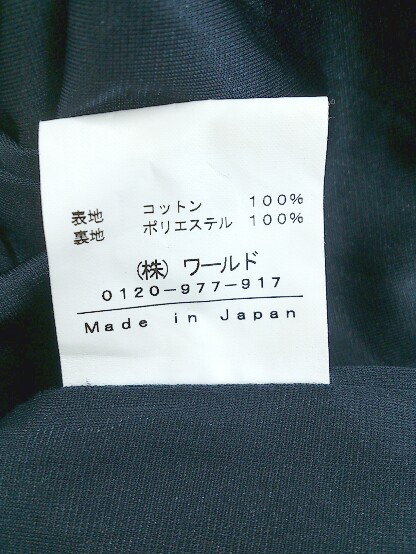 表地 コットン 100%
裏地 ポリエステル 100%
(株) ワールド
0120-977-917
Made in Japan